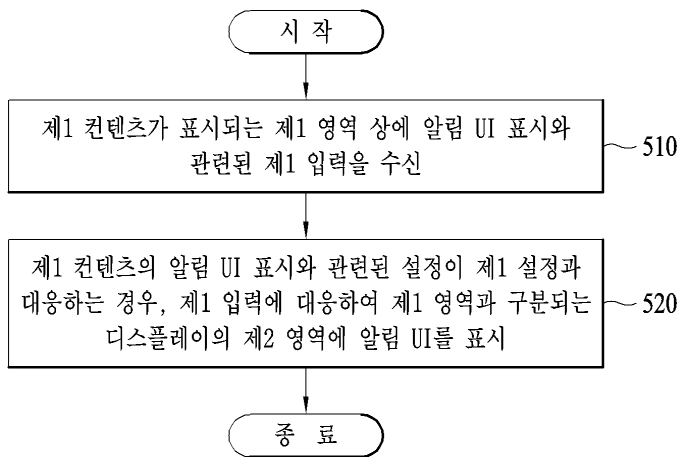 시 작
제1 컨텐츠가 표시되는 제1 영역 상에 알림 UI 표시와
관련된 제1 입력을 수신
510
제1 컨텐츠의 알림 UI 표시와 관련된 설정이 제1 설정과
대응하는 경우, 제1 입력에 대응하여 제1 영역과 구분되는
디스플레이의 제2 영역에 알림 UI를 표시
520
종 료